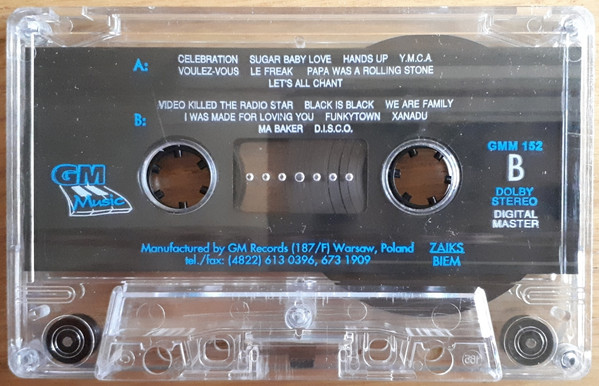 A: CELEBRATION SUGAR BABY LOVE HANDS UP Y.M.C.A
VOULEZ-VOUS LE FREAK PAPA WAS A ROLLING STONE
LET'S ALL CHANT
VIDEO KILLED THE RADIO STAR BLACK IS BLACK WE ARE FAMILY
B: I WAS MADE FOR LOVING YOU FUNKYTOWN XANADU
MA BAKER D.I.S.C.O.
GMM 152
B
DOLBY
STEREO
DIGITAL
MASTER
GM
Music
Manufactured by GM Records (187/F) Warsaw, Poland
tel./fax: (4822) 613 0396, 673 1909
ZAIKS
BIEM